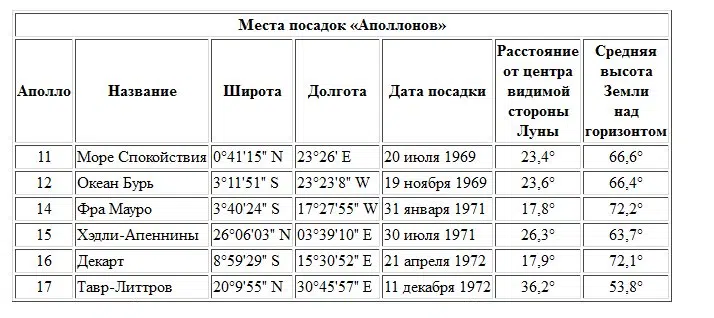 Места посадок «Аполлонов»
Аполло Название Широта Долгота Дата посадки Расстояние от центра видимой стороны Луны Средняя высота Земли над горизонтом
11 Море Спокойствия 0°41'15" N 23°26' E 20 июля 1969 23,4° 66,6°
12 Океан Бурь 3°11'51" S 23°23'8" W 19 ноября 1969 23,6° 66,4°
14 Фра Мауро 3°40'24" S 17°27'55" W 31 января 1971 17,8° 72,2°
15 Хэдли-Апеннины 26°06'03" N 03°39'10" E 30 июля 1971 26,3° 63,7°
16 Декарт 8°59'29" S 15°30'52" E 21 апреля 1972 17,9° 72,1°
17 Тавр-Литтров 20°9'55" N 30°45'57" E 11 декабря 1972 36,2° 53,8°